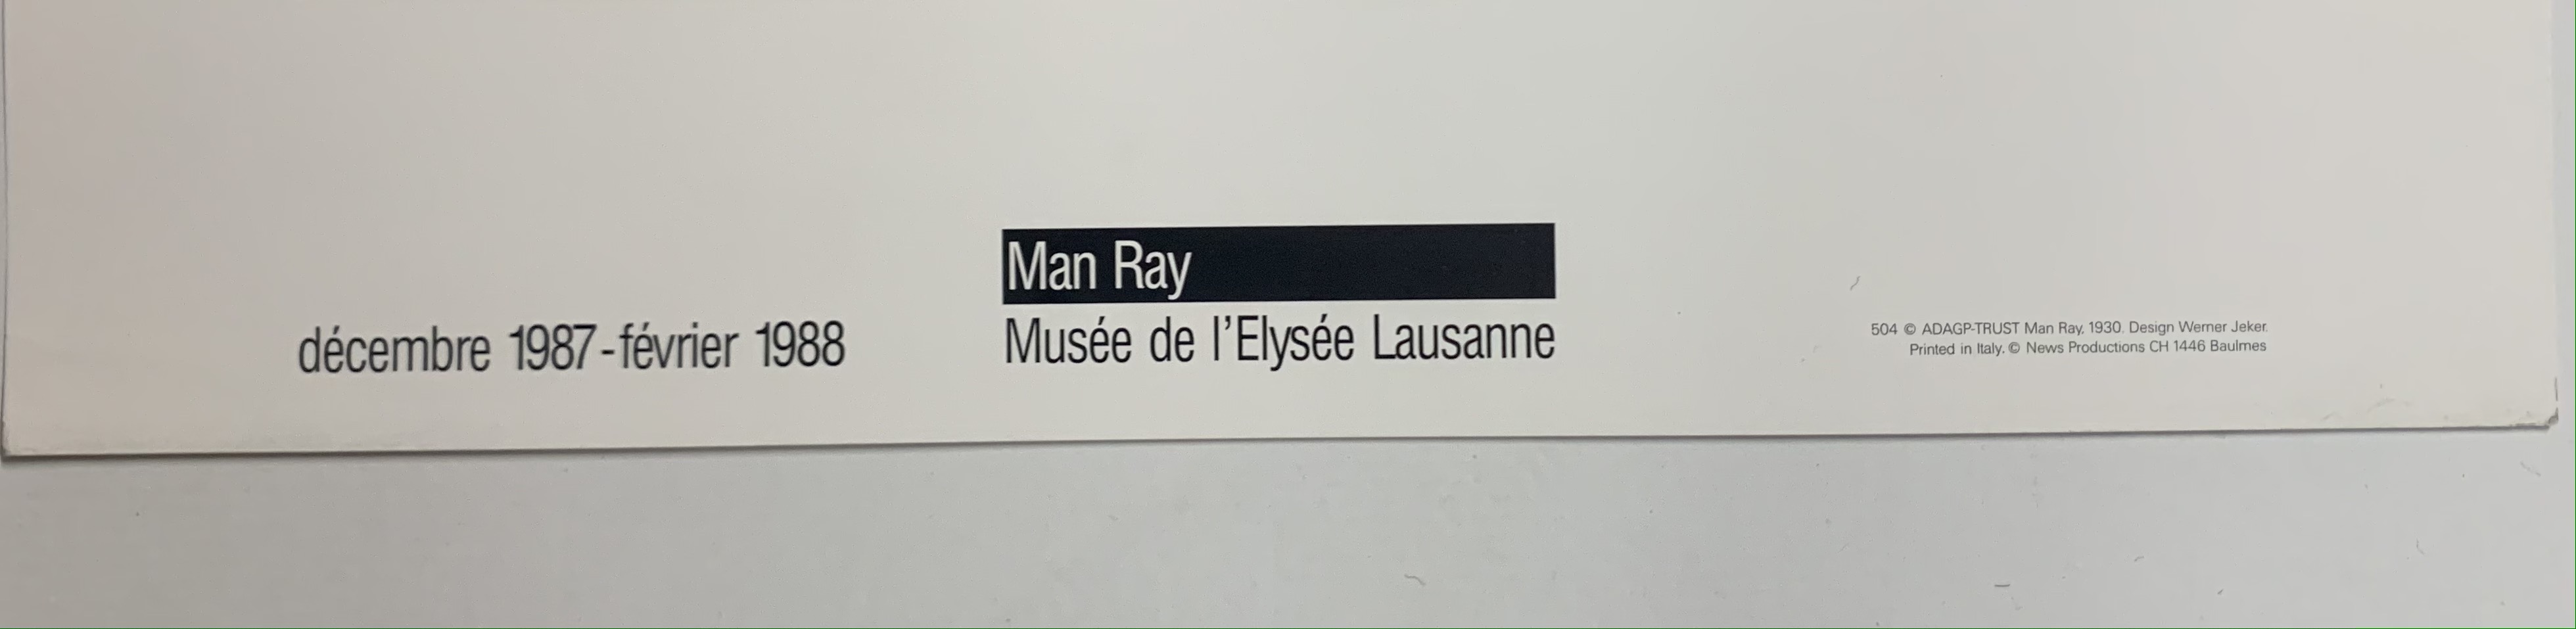 Man Ray
décembre 1987-février 1988
Musée de l'Elysée Lausanne
504 © ADAGP-TRUST Man Ray, 1930. Design Werner Jeker.
Printed in Italy. © News Productions CH 1446 Baulmes